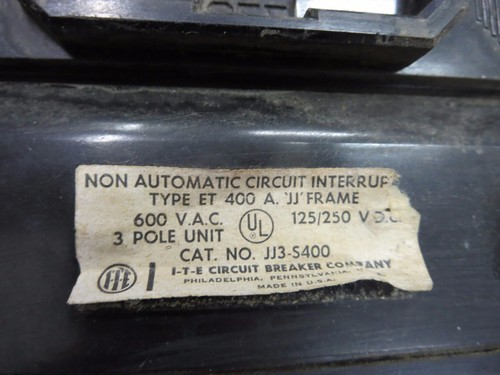 NON AUTOMATIC CIRCUIT INTERRUP
TYPE ET 400 A. 'JJ' FRAME
600 V.A.C. UL 125/250 V.D.C.
3 POLE UNIT
CAT. NO. JJ3-S400
ITE I-T-E CIRCUIT BREAKER COMPANY
PHILADELPHIA, PENNSYLVANIA,
MADE IN U.S.A.